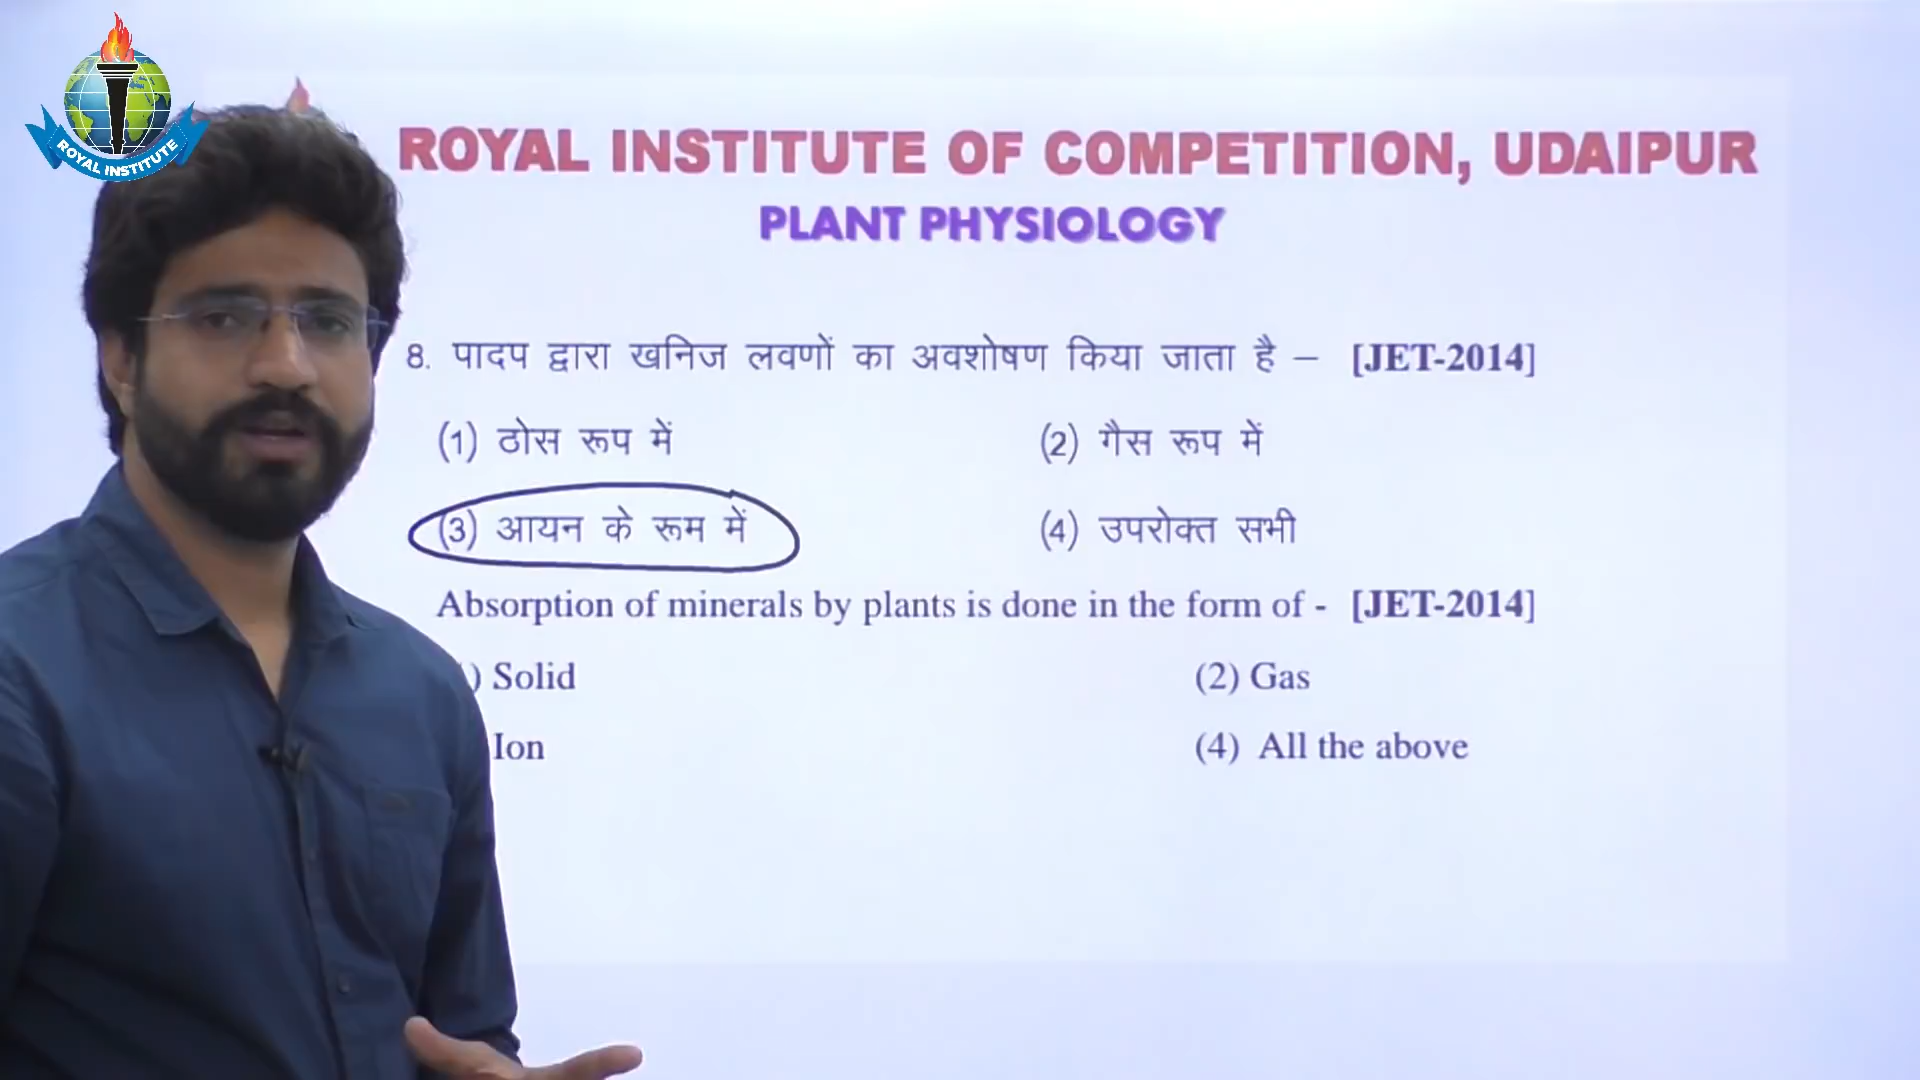 ROYAL INSTITUTE
ROYAL INSTITUTE OF COMPETITION, UDAIPUR
PLANT PHYSIOLOGY
8. पादप द्वारा खनिज लवणों का अवशोषण किया जाता है – [JET-2014]
(1) ठोस रूप में (2) गैस रूप में
(3) आयन के रूम में (4) उपरोक्त सभी
Absorption of minerals by plants is done in the form of - [JET-2014]
) Solid (2) Gas
Ion (4) All the above